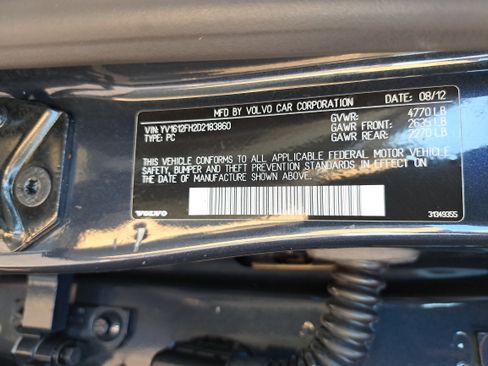 MFD BY VOLVO CAR CORPORATION DATE: 08/12
VIN: YV1612FH2D2183860 GVWR: 4770 LB
TYPE: PC GAWR FRONT: 2635 LB
GAWR REAR: 2270 LB
THIS VEHICLE CONFORMS TO ALL APPLICABLE FEDERAL MOTOR VEHICLE
SAFETY, BUMPER AND THEFT PREVENTION STANDARDS IN EFFECT ON
THE DATE OF MANUFACTURE SHOWN ABOVE.
VOLVO 31349355